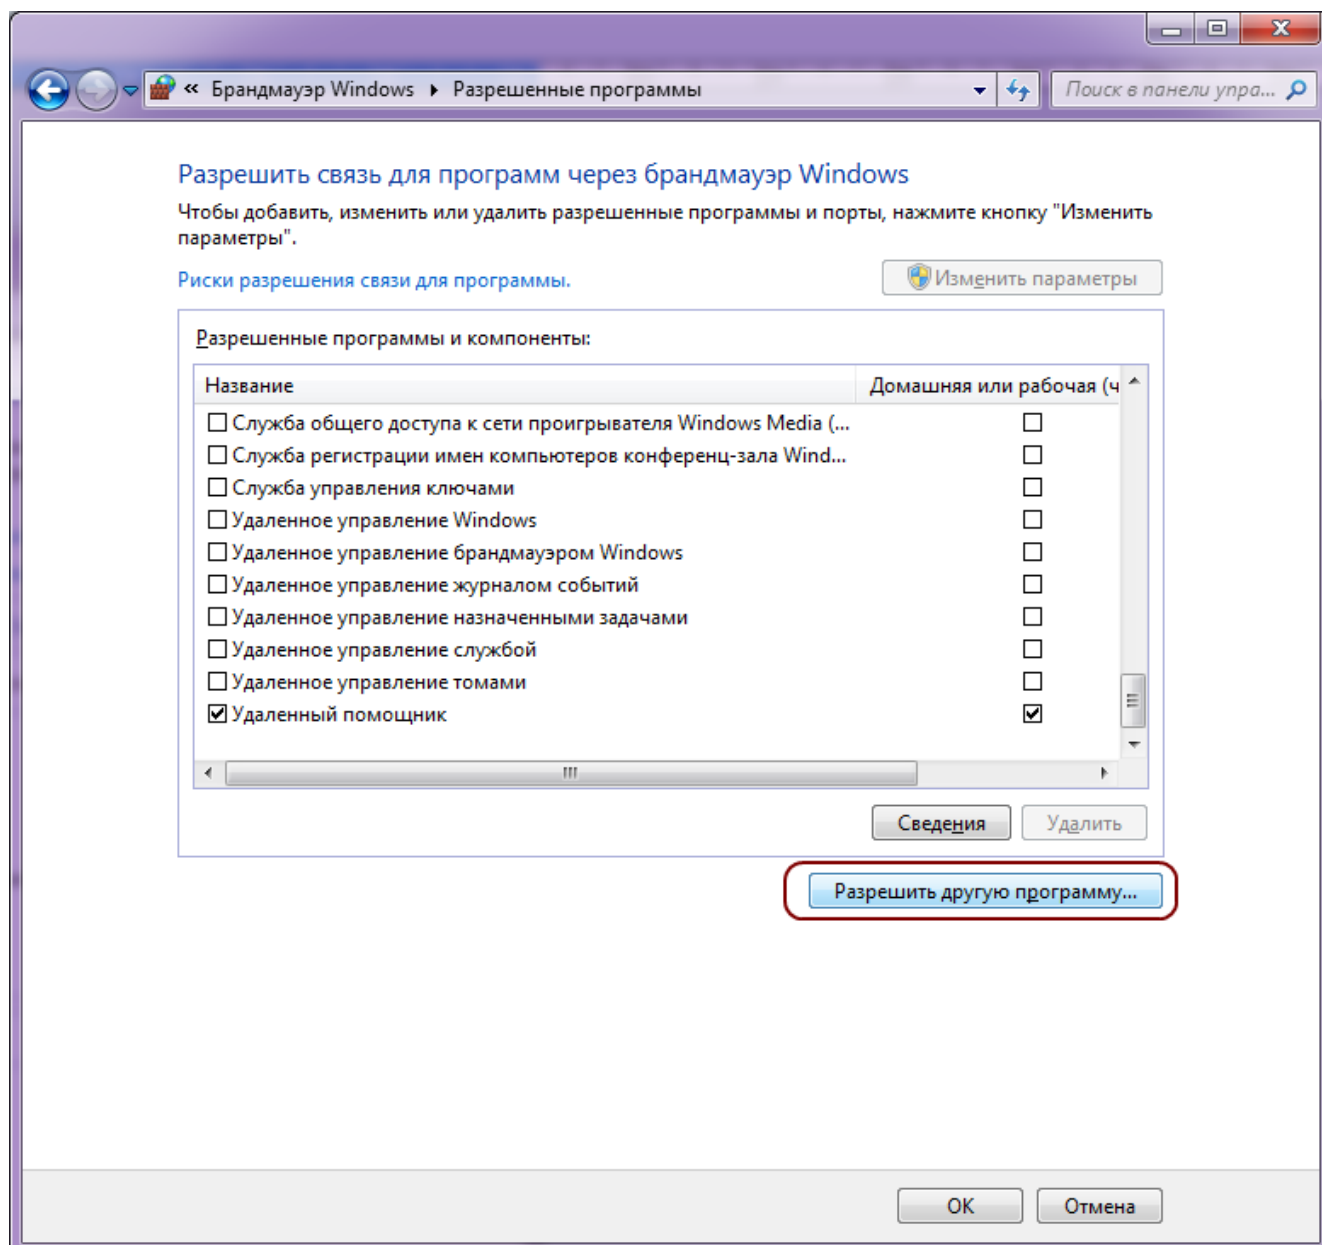 « Брандмауэр Windows ▸ Разрешенные программы
Поиск в панели упра...
Разрешить связь для программ через брандмауэр Windows
Чтобы добавить, изменить или удалить разрешенные программы и порты, нажмите кнопку "Изменить
параметры".
Риски разрешения связи для программы.
Изменить параметры
Разрешенные программы и компоненты:
Название
Домашняя или рабочая (ч
Служба общего доступа к сети проигрывателя Windows Media (...
Служба регистрации имен компьютеров конференц-зала Wind...
Служба управления ключами
Удаленное управление Windows
Удаленное управление брандмауэром Windows
Удаленное управление журналом событий
Удаленное управление назначенными задачами
Удаленное управление службой
Удаленное управление томами
Удаленный помощник
Сведения
Удалить
Разрешить другую программу...
ОК
Отмена